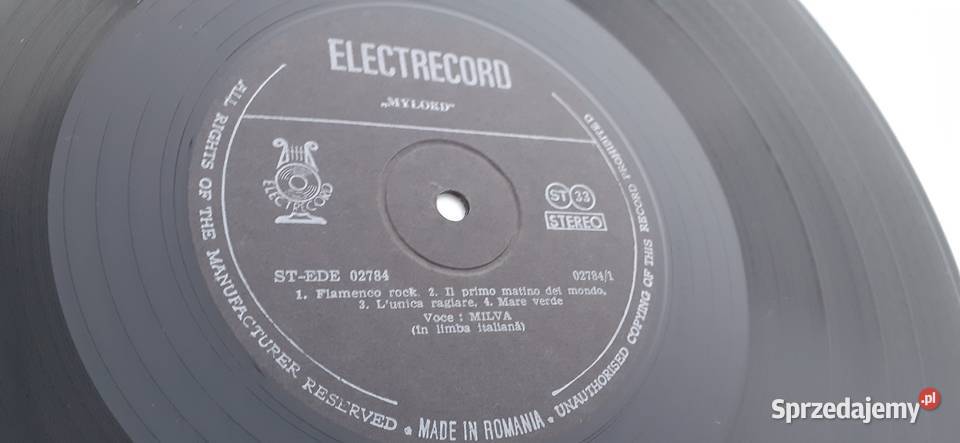 ELECTRECORD
„MYLORD"
ELECTRECORD
ST 33
STEREO
ST-EDE 02784
02784/1
1. Flamenco rock. 2. Il primo matino del mondo,
3. L'unica ragiare, 4. Mare verde
Voce : MILVA
(în limba italiană)
ALL RIGHTS OF THE MANUFACTURER RESERVED • MADE IN ROMANIA • UNAUTHORISED COPYING OF THIS RECORD PROHIBITED
Sprzedajemy.pl